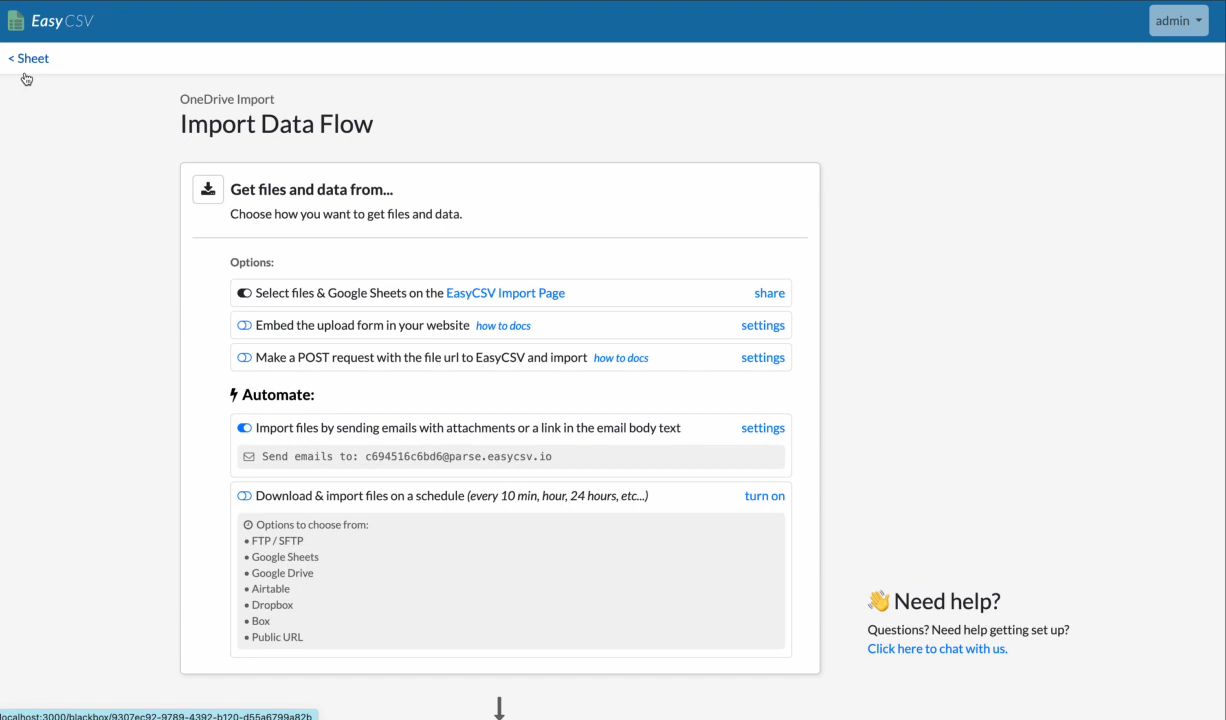 EasyCSV
admin
< Sheet
OneDrive Import
Import Data Flow
Get files and data from...
Choose how you want to get files and data.
Options:
Select files & Google Sheets on the EasyCSV Import Page share
Embed the upload form in your website how to docs settings
Make a POST request with the file url to EasyCSV and import how to docs settings
Automate:
Import files by sending emails with attachments or a link in the email body text settings
Send emails to: c694516c6bd6@parse.easycsv.io
Download & import files on a schedule (every 10 min, hour, 24 hours, etc...) turn on
Options to choose from:
• FTP / SFTP
• Google Sheets
• Google Drive
• Airtable
• Dropbox
• Box
• Public URL
👋 Need help?
Questions? Need help getting set up?
Click here to chat with us.
localhost:3000/blackbox/9307ec92-9789-4392-b120-d55a6799a82b